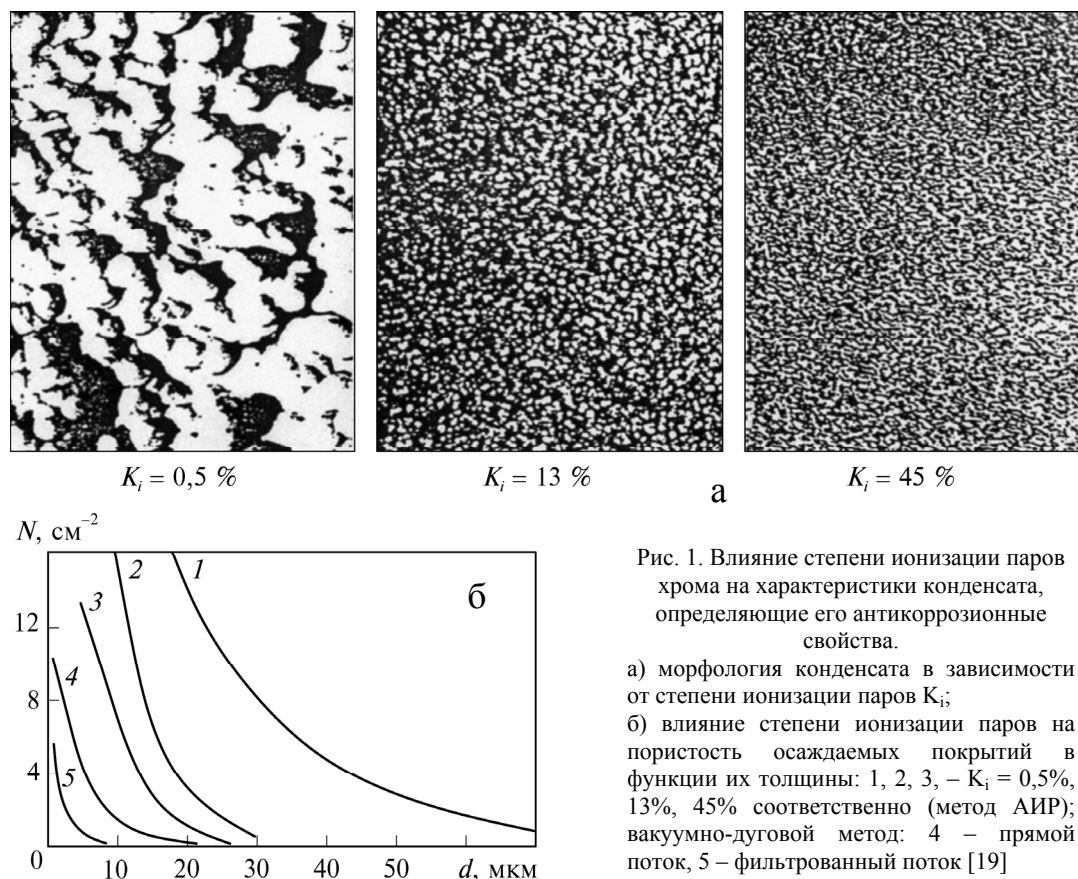 K_i = 0,5 %
K_i = 13 %
а
K_i = 45 %
N, см⁻²
б
1
2
3
4
5
12
8
4
0
10
20
30
40
50
d, мкм
Рис. 1. Влияние степени ионизации паров
хрома на характеристики конденсата,
определяющие его антикоррозионные
свойства.
а) морфология конденсата в зависимости
от степени ионизации паров K_i;
б) влияние степени ионизации паров на
пористость осаждаемых покрытий в
функции их толщины: 1, 2, 3, – K_i = 0,5%,
13%, 45% соответственно (метод АИР);
вакуумно-дуговой метод: 4 – прямой
поток, 5 – фильтрованный поток [19]